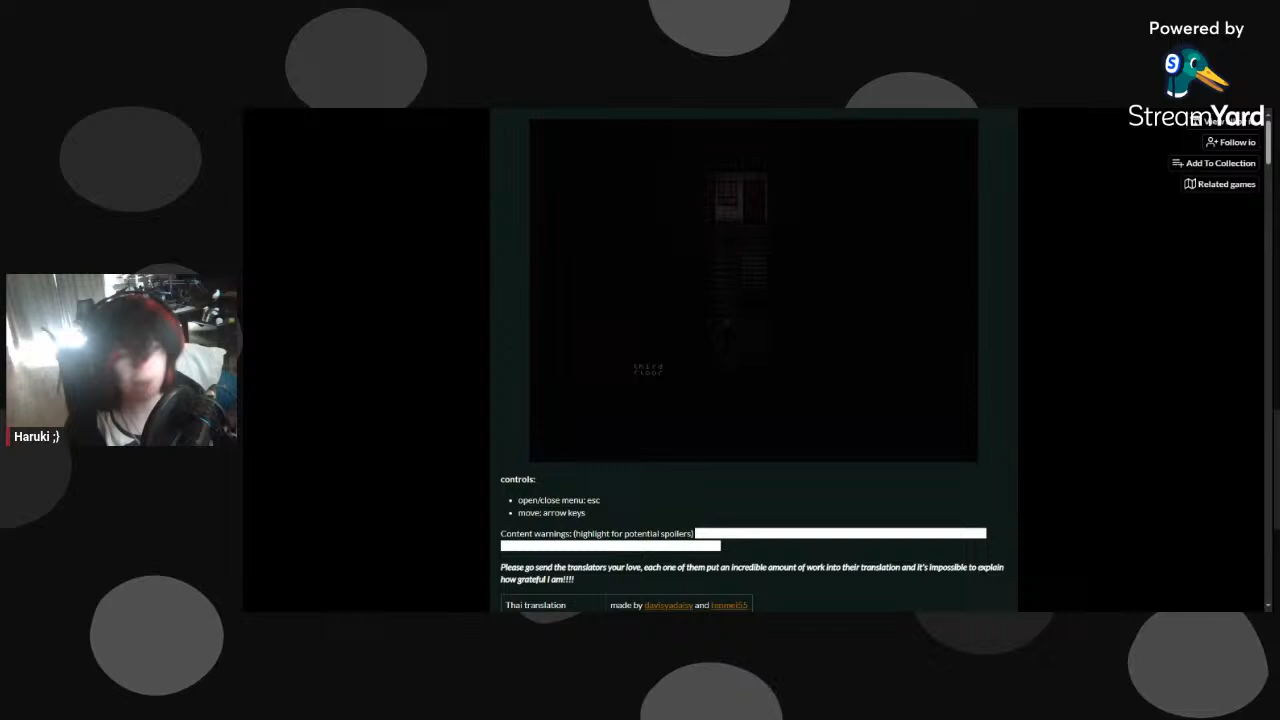 Powered by
StreamYard
Follow io
Add To Collection
Related games
third
floor
Haruki ;}
controls:
open/close menu: esc
move: arrow keys
Content warnings: (highlight for potential spoilers)
Please go send the translators your love, each one of them put an incredible amount of work into their translation and it's impossible to explain
how grateful I am!!!!
Thai translation
made by davisyadaisy and